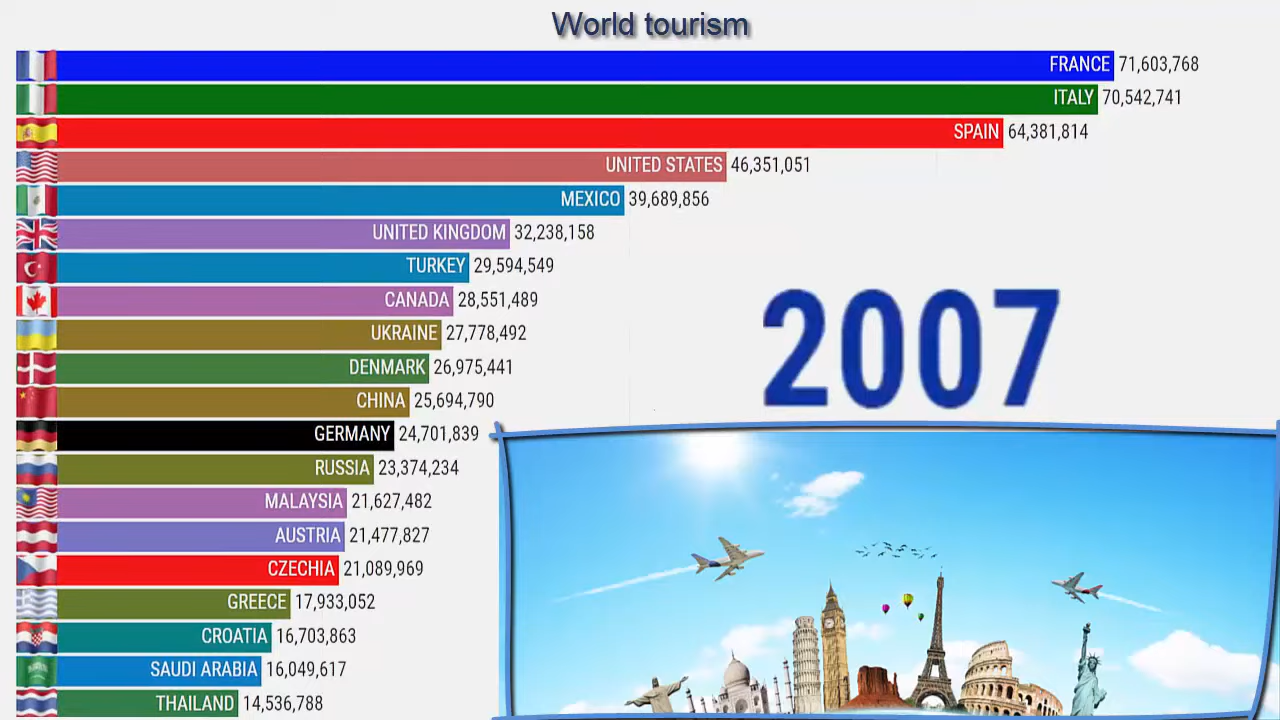 World tourism
FRANCE 71,603,768
ITALY 70,542,741
SPAIN 64,381,814
UNITED STATES 46,351,051
MEXICO 39,689,856
UNITED KINGDOM 32,238,158
TURKEY 29,594,549
CANADA 28,551,489
UKRAINE 27,778,492
DENMARK 26,975,441
CHINA 25,694,790
GERMANY 24,701,839
RUSSIA 23,374,234
MALAYSIA 21,627,482
AUSTRIA 21,477,827
CZECHIA 21,089,969
GREECE 17,933,052
CROATIA 16,703,863
SAUDI ARABIA 16,049,617
THAILAND 14,536,788
2007